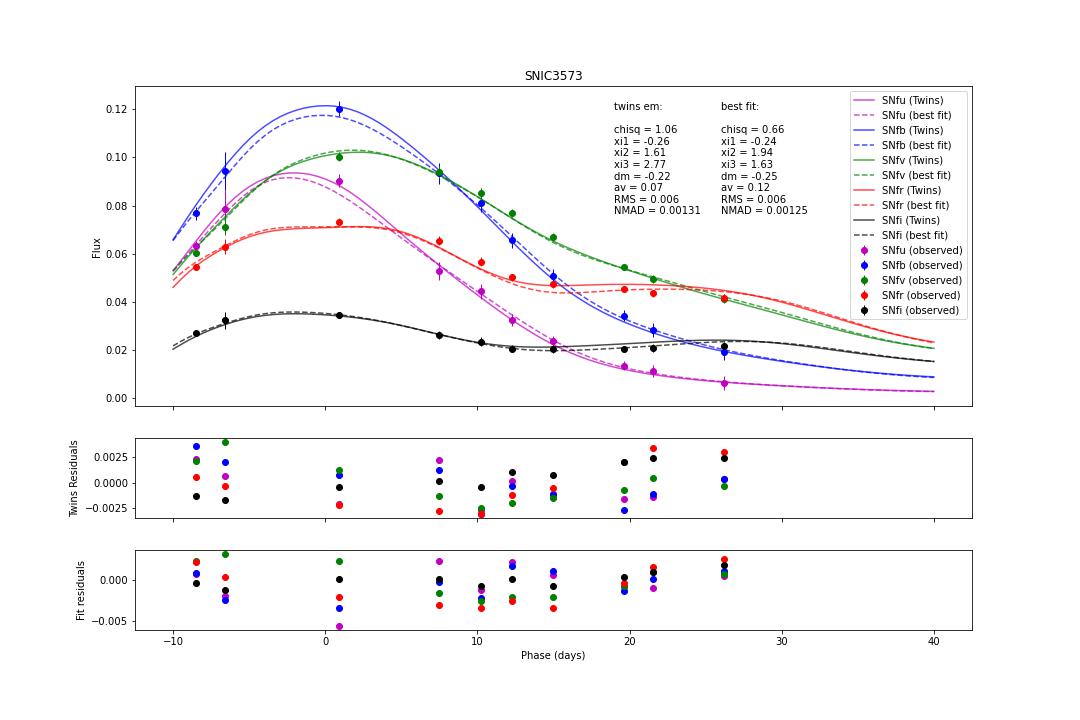 SNIC3573
Flux
0.12
0.10
0.08
0.06
0.04
0.02
0.00
twins em:
chisq = 1.06
xi1 = -0.26
xi2 = 1.61
xi3 = 2.77
dm = -0.22
av = 0.07
RMS = 0.006
NMAD = 0.00131
best fit:
chisq = 0.66
xi1 = -0.24
xi2 = 1.94
xi3 = 1.63
dm = -0.25
av = 0.12
RMS = 0.006
NMAD = 0.00125
SNfu (Twins)
SNfu (best fit)
SNfb (Twins)
SNfb (best fit)
SNfv (Twins)
SNfv (best fit)
SNfr (Twins)
SNfr (best fit)
SNfi (Twins)
SNfi (best fit)
SNfu (observed)
SNfb (observed)
SNfv (observed)
SNfr (observed)
SNfi (observed)
Twins Residuals
0.0025
0.0000
−0.0025
Fit residuals
0.000
−0.005
−10 0 10 20 30 40
Phase (days)